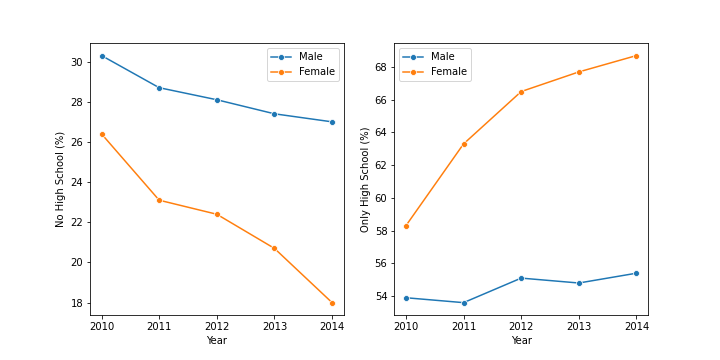 No High School (%)
30
28
26
24
22
20
18
2010 2011 2012 2013 2014
Year
Male
Female
Only High School (%)
68
66
64
62
60
58
56
54
2010 2011 2012 2013 2014
Year
Male
Female